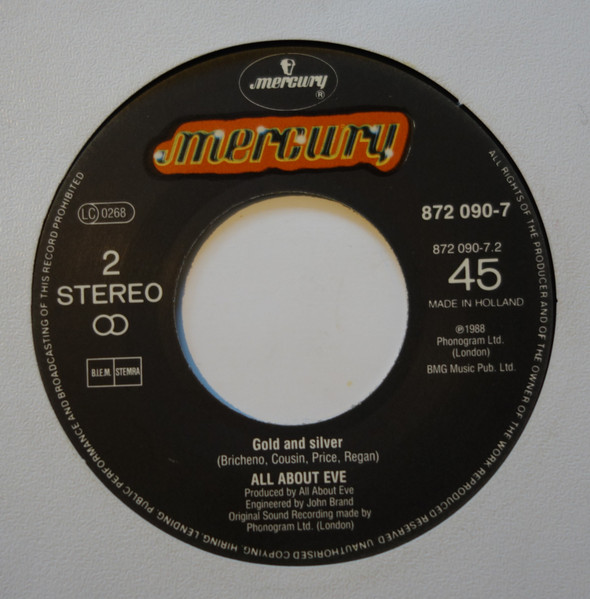 mercury
®
mercury
LC 0268
2
STEREO
B.I.E.M. STEMRA
872 090-7
872 090-7.2
45
MADE IN HOLLAND
℗1988
Phonogram Ltd.
(London)
BMG Music Pub. Ltd.
Gold and silver
(Bricheno, Cousin, Price, Regan)
ALL ABOUT EVE
Produced by All About Eve
Engineered by John Brand
Original Sound Recording made by
Phonogram Ltd. (London)
ALL RIGHTS OF THE PRODUCER AND OF THE OWNER OF THE WORK REPRODUCED RESERVED UNAUTHORISED COPYING, HIRING, LENDING, PUBLIC PERFORMANCE AND BROADCASTING OF THIS RECORD PROHIBITED